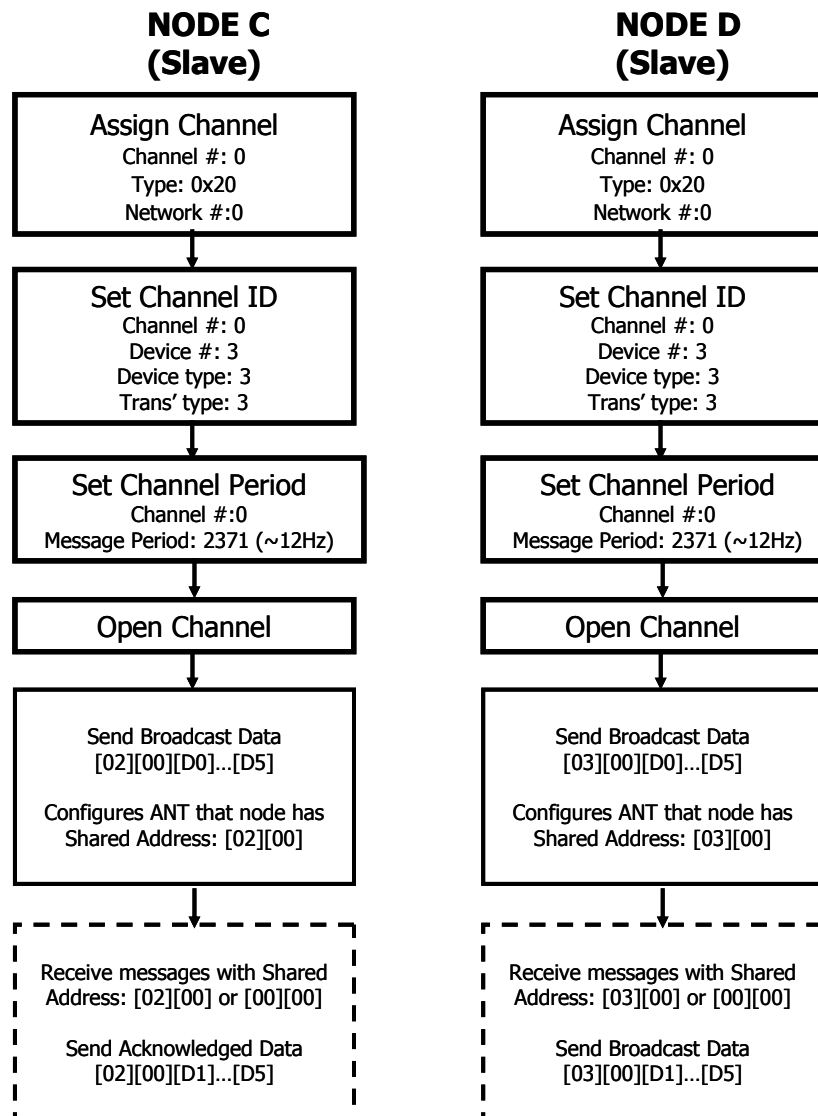 NODE C
(Slave)
Assign Channel
Channel #: 0
Type: 0x20
Network #:0
Set Channel ID
Channel #: 0
Device #: 3
Device type: 3
Trans’ type: 3
Set Channel Period
Channel #:0
Message Period: 2371 (~12Hz)
Open Channel
Send Broadcast Data
[02][00][D0]...[D5]
Configures ANT that node has
Shared Address: [02][00]
Receive messages with Shared
Address: [02][00] or [00][00]
Send Acknowledged Data
[02][00][D1]...[D5]
NODE D
(Slave)
Assign Channel
Channel #: 0
Type: 0x20
Network #:0
Set Channel ID
Channel #: 0
Device #: 3
Device type: 3
Trans’ type: 3
Set Channel Period
Channel #:0
Message Period: 2371 (~12Hz)
Open Channel
Send Broadcast Data
[03][00][D0]...[D5]
Configures ANT that node has
Shared Address: [03][00]
Receive messages with Shared
Address: [03][00] or [00][00]
Send Broadcast Data
[03][00][D1]...[D5]